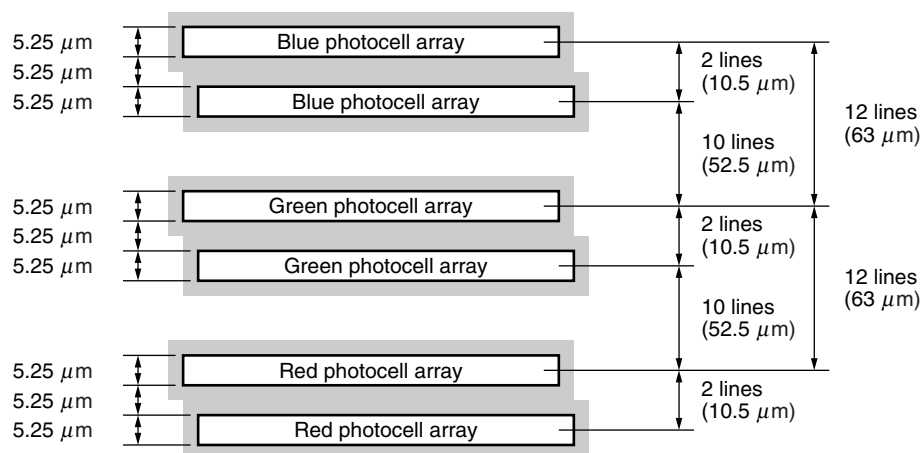 5.25 μm
Blue photocell array
5.25 μm
5.25 μm
Blue photocell array
2 lines
(10.5 μm)
10 lines
(52.5 μm)
12 lines
(63 μm)
5.25 μm
Green photocell array
5.25 μm
5.25 μm
Green photocell array
2 lines
(10.5 μm)
10 lines
(52.5 μm)
12 lines
(63 μm)
5.25 μm
Red photocell array
5.25 μm
5.25 μm
Red photocell array
2 lines
(10.5 μm)